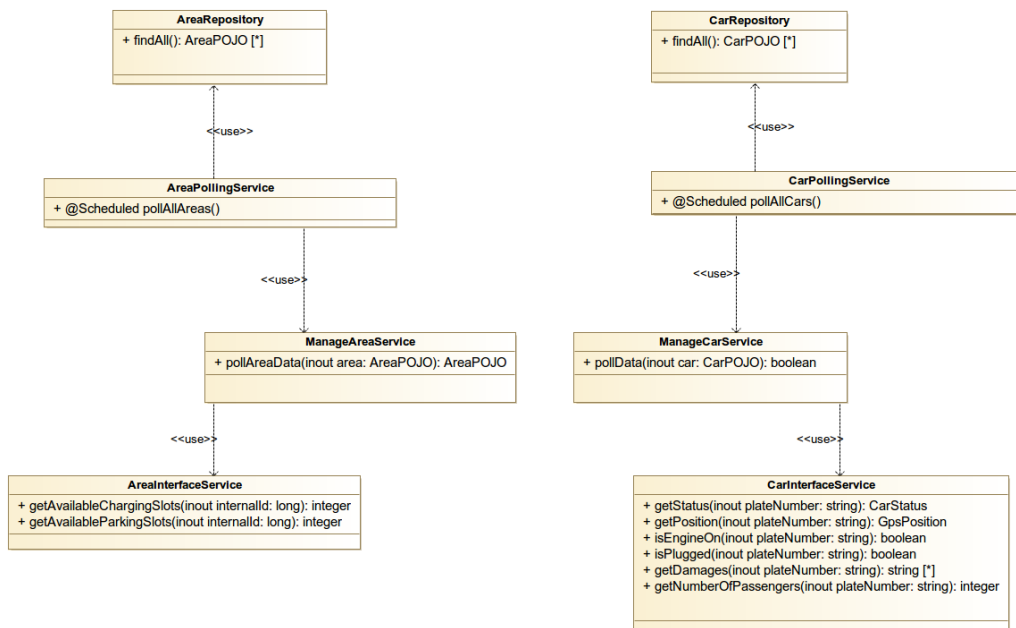 AreaRepository
+ findAll(): AreaPOJO [*]
<<use>>
AreaPollingService
+ @Scheduled pollAllAreas()
<<use>>
ManageAreaService
+ pollAreaData(inout area: AreaPOJO): AreaPOJO
<<use>>
AreaInterfaceService
+ getAvailableChargingSlots(inout internalId: long): integer
+ getAvailableParkingSlots(inout internalId: long): integer
CarRepository
+ findAll(): CarPOJO [*]
<<use>>
CarPollingService
+ @Scheduled pollAllCars()
<<use>>
ManageCarService
+ pollData(inout car: CarPOJO): boolean
<<use>>
CarInterfaceService
+ getStatus(inout plateNumber: string): CarStatus
+ getPosition(inout plateNumber: string): GpsPosition
+ isEngineOn(inout plateNumber: string): boolean
+ isPlugged(inout plateNumber: string): boolean
+ getDamages(inout plateNumber: string): string [*]
+ getNumberOfPassengers(inout plateNumber: string): integer